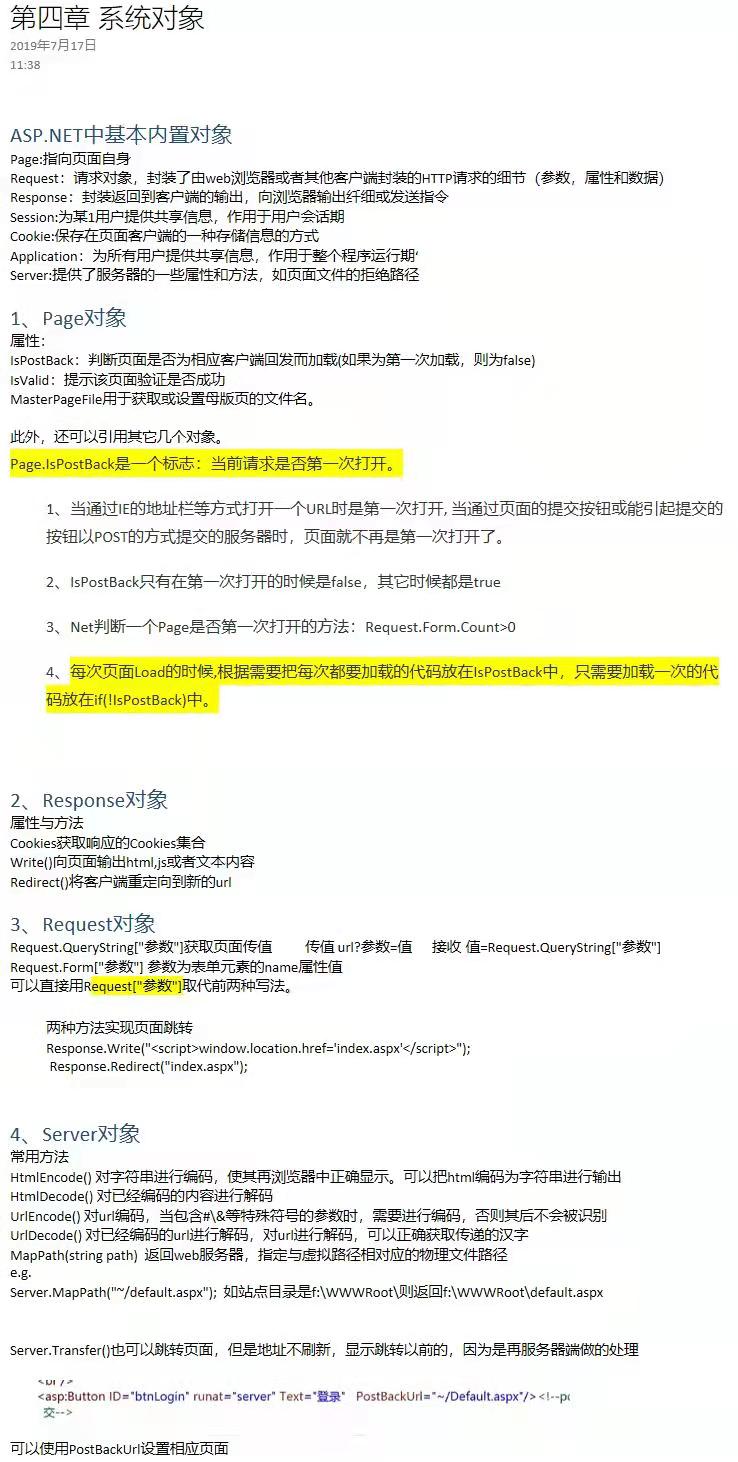 第四章 系统对象
2019年7月17日
11:38
ASP.NET中基本内置对象
Page:指向页面自身
Request：请求对象，封装了由web浏览器或者其他客户端封装的HTTP请求的细节（参数，属性和数据）
Response：封装返回到客户端的输出，向浏览器输出纤细或发送指令
Session:为某1用户提供共享信息，作用于用户会话期
Cookie:保存在页面客户端的一种存储信息的方式
Application：为所有用户提供共享信息，作用于整个程序运行期‘
Server:提供了服务器的一些属性和方法，如页面文件的拒绝路径
1、Page对象
属性：
IsPostBack：判断页面是否为相应客户端回发而加载(如果为第一次加载，则为false)
IsValid：提示该页面验证是否成功
MasterPageFile用于获取或设置母版页的文件名。
此外，还可以引用其它几个对象。
Page.IsPostBack是一个标志：当前请求是否第一次打开。
1、当通过IE的地址栏等方式打开一个URL时是第一次打开, 当通过页面的提交按钮或能引起提交的
按钮以POST的方式提交的服务器时，页面就不再是第一次打开了。
2、IsPostBack只有在第一次打开的时候是false，其它时候都是true
3、Net判断一个Page是否第一次打开的方法：Request.Form.Count>0
4、每次页面Load的时候,根据需要把每次都要加载的代码放在IsPostBack中，只需要加载一次的代
码放在if(!IsPostBack)中。
2、Response对象
属性与方法
Cookies获取响应的Cookies集合
Write()向页面输出html,js或者文本内容
Redirect()将客户端重定向到新的url
3、Request对象
Request.QueryString["参数"]获取页面传值 传值 url?参数=值 接收 值=Request.QueryString["参数"]
Request.Form["参数"] 参数为表单元素的name属性值
可以直接用Request["参数"]取代前两种写法。
两种方法实现页面跳转
Response.Write("<script>window.location.href='index.aspx'</script>");
Response.Redirect("index.aspx");
4、Server对象
常用方法
HtmlEncode() 对字符串进行编码，使其再浏览器中正确显示。可以把html编码为字符串进行输出
HtmlDecode() 对已经编码的内容进行解码
UrlEncode() 对url编码，当包含#\&等特殊符号的参数时，需要进行编码，否则其后不会被识别
UrlDecode() 对已经编码的url进行解码，对url进行解码，可以正确获取传递的汉字
MapPath(string path) 返回web服务器，指定与虚拟路径相对应的物理文件路径
e.g.
Server.MapPath("~/default.aspx"); 如站点目录是f:\WWWRoot\则返回f:\WWWRoot\default.aspx
Server.Transfer()也可以跳转页面，但是地址不刷新，显示跳转以前的，因为是再服务器端做的处理
<br />
<asp:Button ID="btnLogin" runat="server" Text="登录" PostBackUrl="~/Default.aspx"/><!--po
交-->
可以使用PostBackUrl设置相应页面